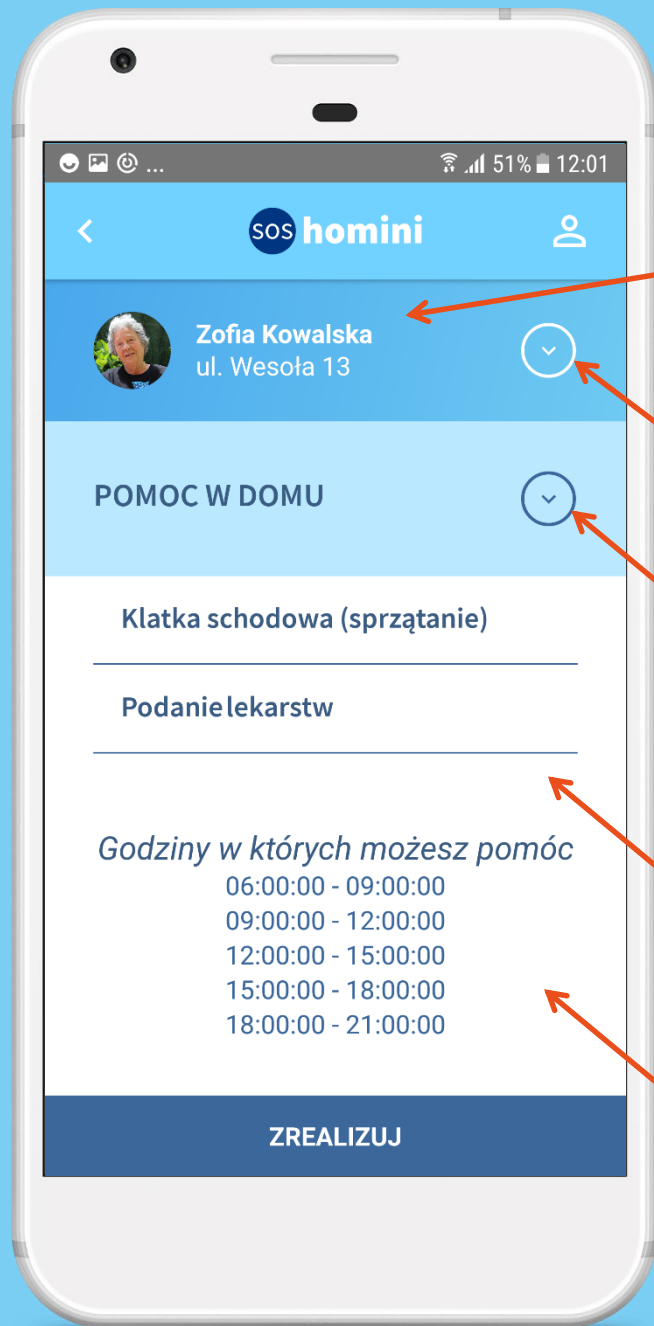 ... 51% 12:01
sos homini
Zofia Kowalska
ul. Wesoła 13
POMOC W DOMU
Klatka schodowa (sprzątanie)
Podanie lekarstw
Godziny w których możesz pomóc
06:00:00 - 09:00:00
09:00:00 - 12:00:00
12:00:00 - 15:00:00
15:00:00 - 18:00:00
18:00:00 - 21:00:00
ZREALIZUJ